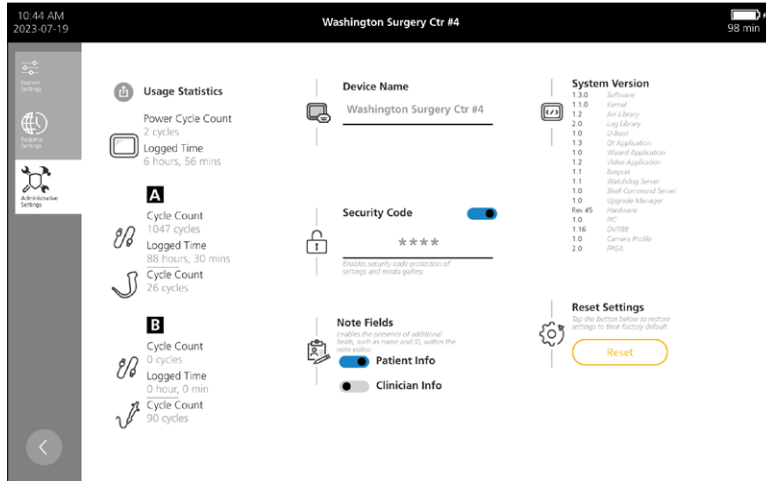 10:44 AM
2023-07-19
Washington Surgery Ctr #4
98 min
Feature
Settings
Regional
Settings
Administrative
Settings
Usage Statistics
Power Cycle Count
2 cycles
Logged Time
6 hours, 56 mins
A
Cycle Count
1047 cycles
Logged Time
88 hours, 30 mins
Cycle Count
26 cycles
B
Cycle Count
0 cycles
Logged Time
0 hour, 0 min
Cycle Count
90 cycles
Device Name
Washington Surgery Ctr #4
Security Code
****
Enables security code protection of
settings and media gallery.
Note Fields
Enables the presence of additional
fields, such as name and ID, within the
note editor.
Patient Info
Clinician Info
System Version
1.3.0 Software
1.1.0 Kernel
1.2 Avl Library
2.0 Log Library
1.0 U-Boot
1.3 Qt Application
1.0 Wizard Application
1.2 Video Application
1.1 Busycat
1.1 Watchdog Server
1.0 Shell Command Server
1.0 Upgrade Manager
Rev #5 Hardware
1.0 PIC
1.16 OV788
1.0 Camera Profile
2.0 FPGA
Reset Settings
Tap the button below to restore
settings to their factory default.
Reset